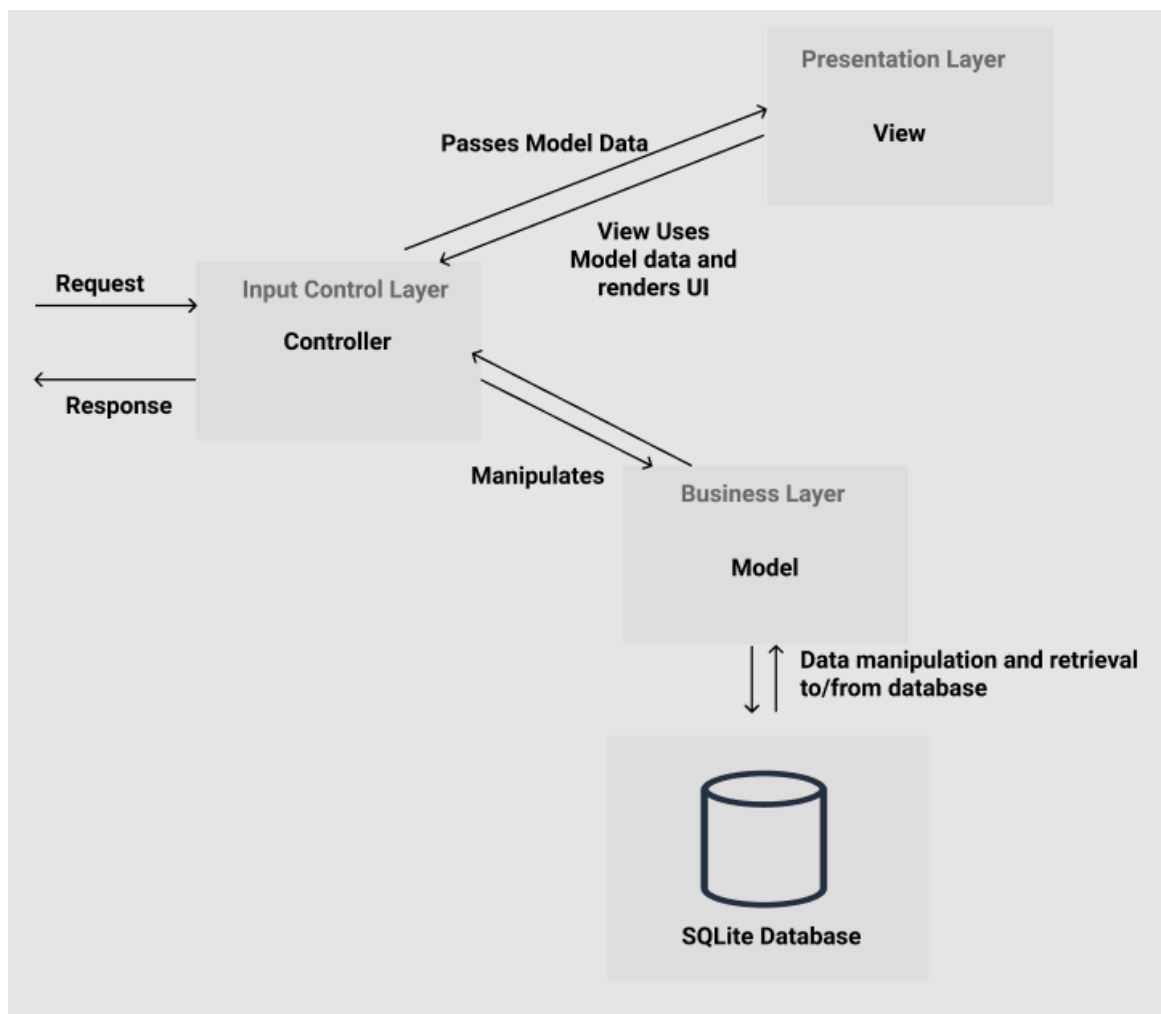 Presentation Layer
View
Passes Model Data
View Uses
Model data and
renders UI
Request
Input Control Layer
Controller
Response
Manipulates
Business Layer
Model
Data manipulation and retrieval
to/from database
SQLite Database